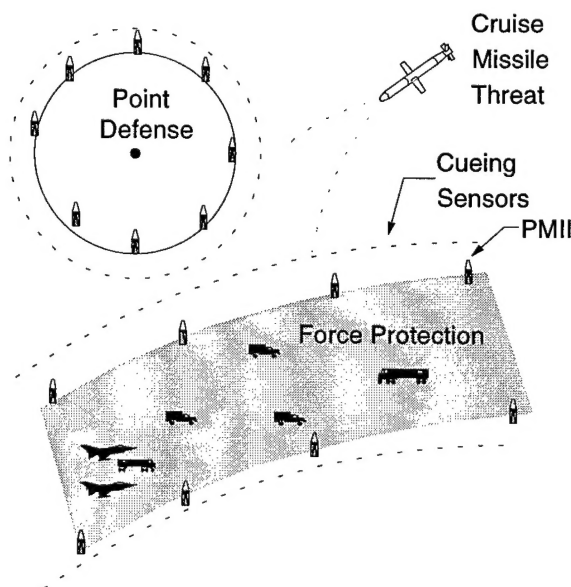 Cruise
Missile
Threat
Point
Defense
Cueing
Sensors
PMII
Force Protection